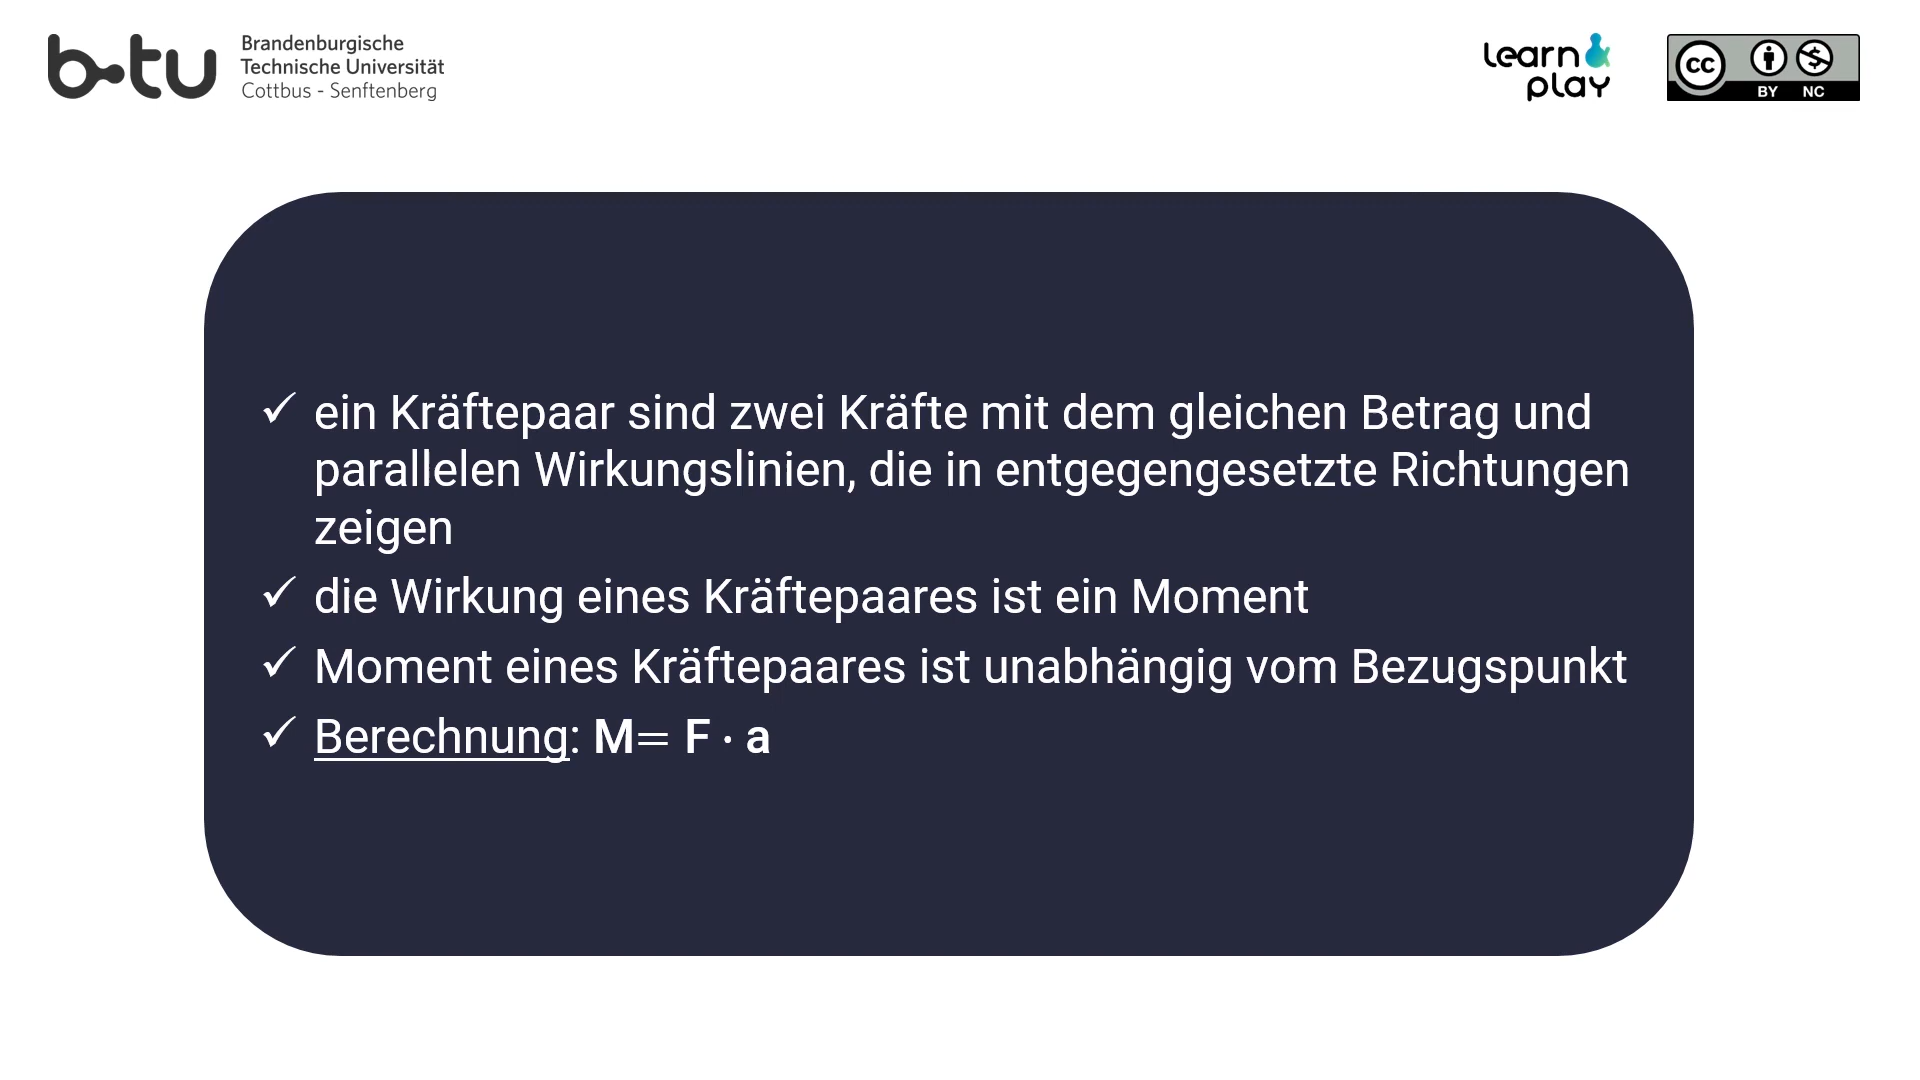 b-tu
Brandenburgische
Technische Universität
Cottbus - Senftenberg
learn &
play
CC
BY NC
✓ ein Kräftepaar sind zwei Kräfte mit dem gleichen Betrag und
parallelen Wirkungslinien, die in entgegengesetzte Richtungen
zeigen
✓ die Wirkung eines Kräftepaares ist ein Moment
✓ Moment eines Kräftepaares ist unabhängig vom Bezugspunkt
✓ Berechnung: M= F · a